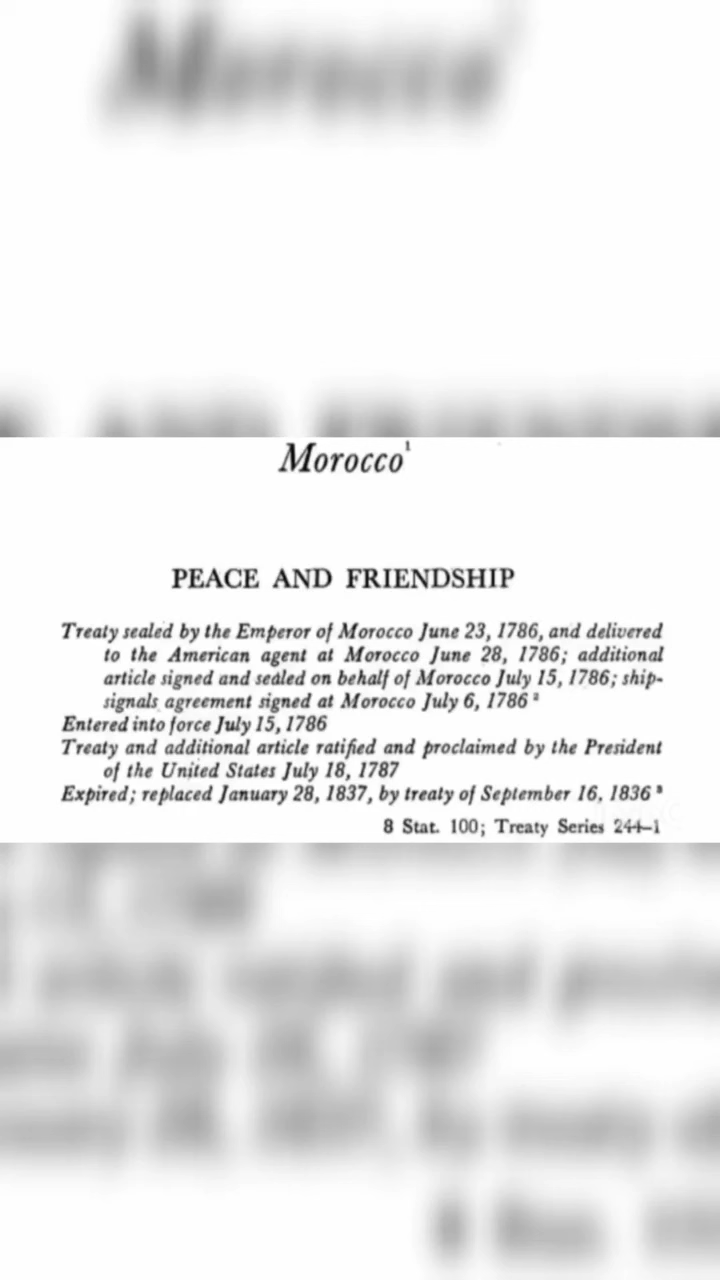 Morocco¹
PEACE AND FRIENDSHIP
Treaty sealed by the Emperor of Morocco June 23, 1786, and delivered
to the American agent at Morocco June 28, 1786; additional
article signed and sealed on behalf of Morocco July 15, 1786; ship-
signals agreement signed at Morocco July 6, 1786 ²
Entered into force July 15, 1786
Treaty and additional article ratified and proclaimed by the President
of the United States July 18, 1787
Expired; replaced January 28, 1837, by treaty of September 16, 1836 ³
8 Stat. 100; Treaty Series 244–1